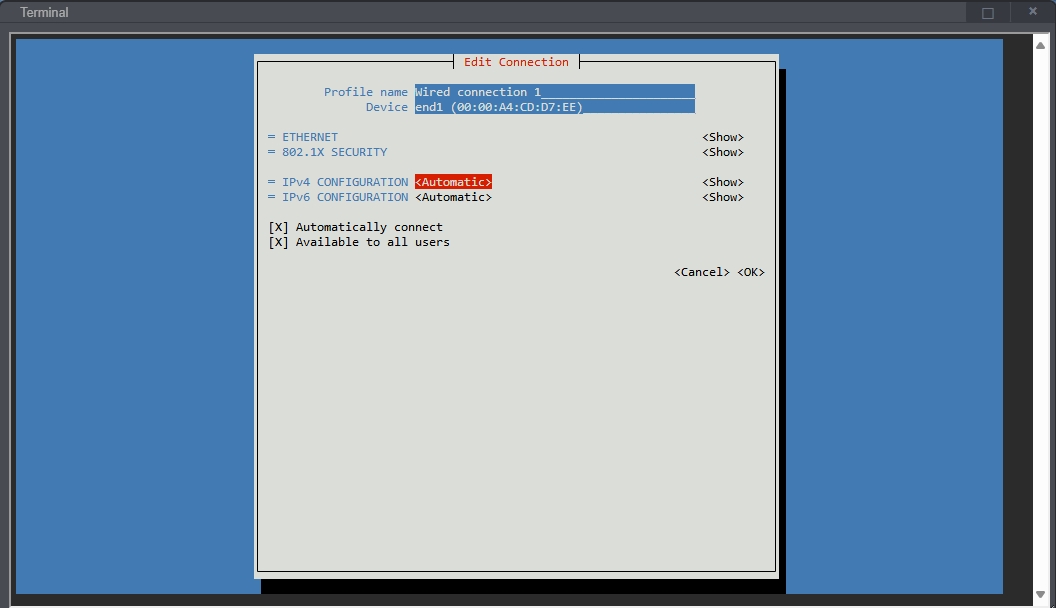 Terminal
Edit Connection
Profile name Wired connection 1
Device end1 (00:00:A4:CD:D7:EE)
= ETHERNET <Show>
= 802.1X SECURITY <Show>
= IPv4 CONFIGURATION <Automatic> <Show>
= IPv6 CONFIGURATION <Automatic> <Show>
[X] Automatically connect
[X] Available to all users
<Cancel> <OK>